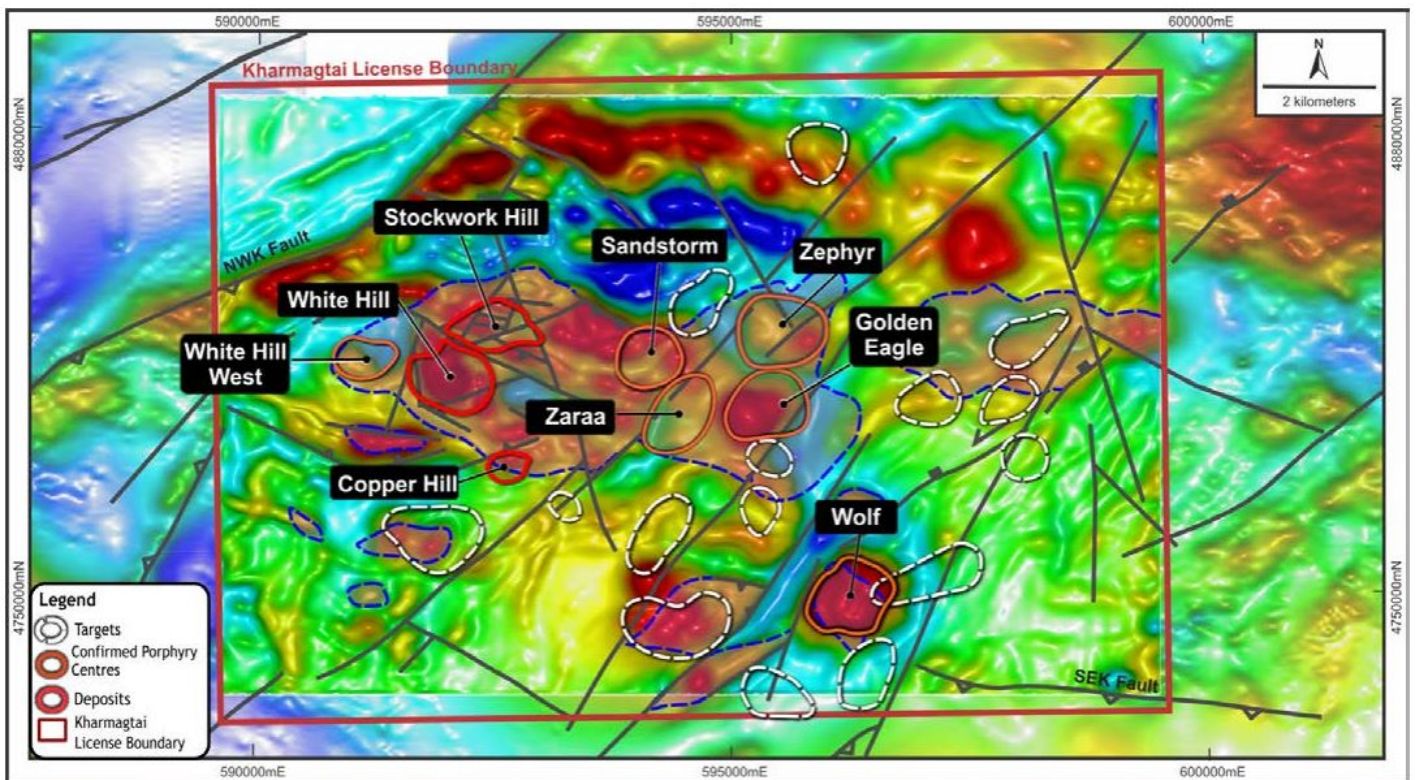 590000mE
595000mE
600000mE
Kharmagtai License Boundary
N
2 kilometers
4880000mN
4880000mN
Stockwork Hill
NWK Fault
Sandstorm
Zephyr
White Hill
Golden
Eagle
White Hill
West
Zaraa
Copper Hill
Wolf
4750000mN
4750000mN
Legend
Targets
Confirmed Porphyry
Centres
Deposits
Kharmagtai
License Boundary
SEK Fault
590000mE
595000mE
600000mE